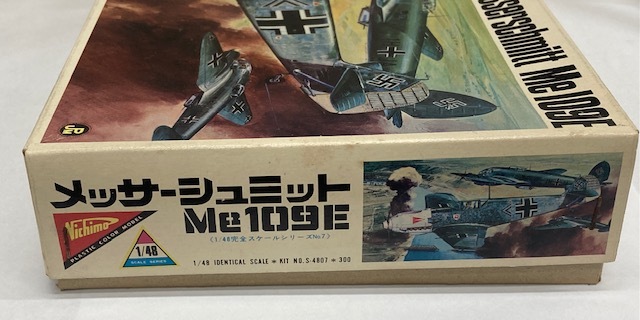 sserschmitt Me109E
メッサーシュミット
Me109E
《1/48完全スケールシリーズNo7》
Nichimo
PLASTIC COLOR MODEL
1/48
SCALE SERIES
1/48 IDENTICAL SCALE * KIT NO.S-4807 * 300